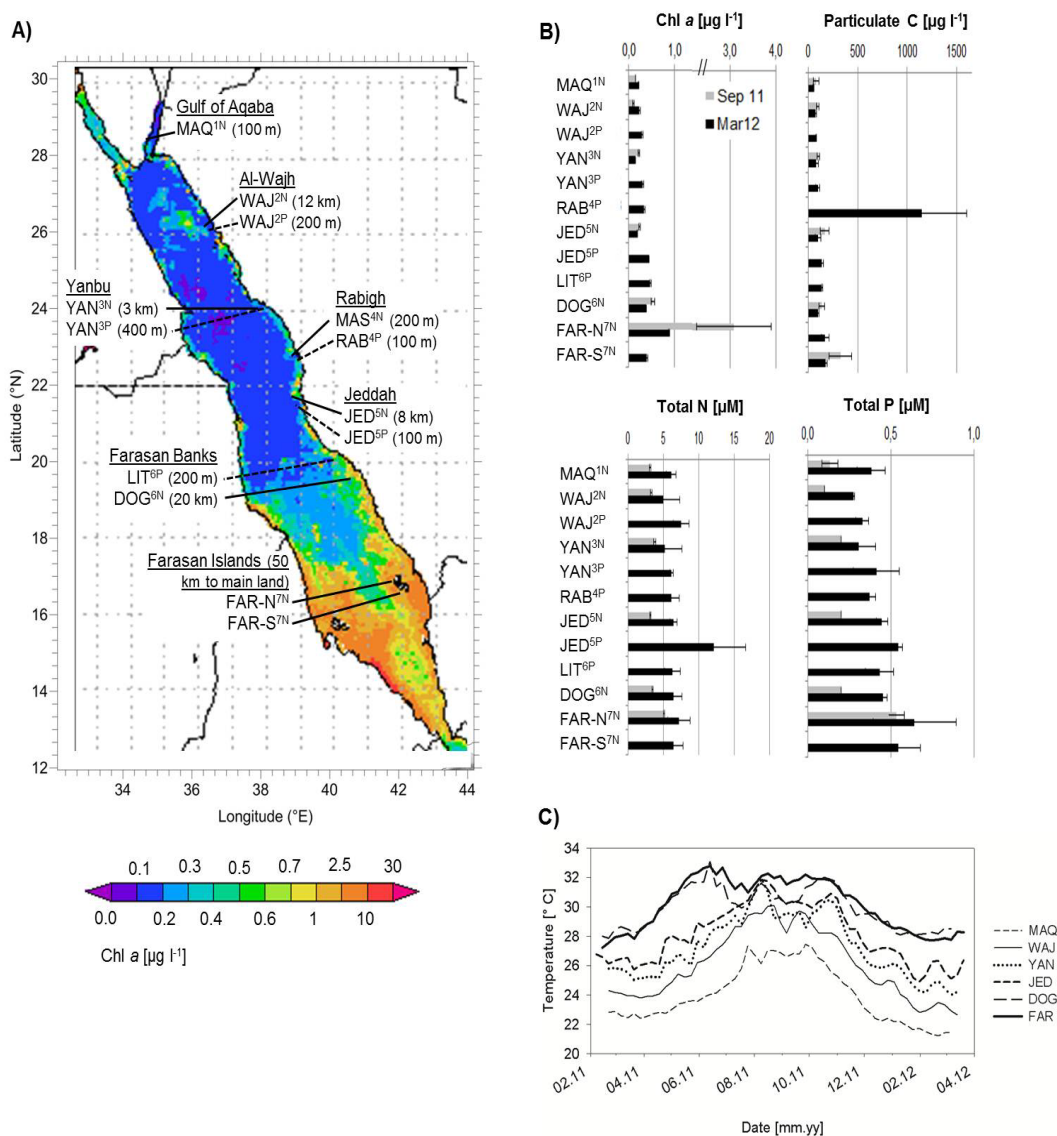 A)
30
28
26
24
22
20
18
16
14
12
Latitude (°N)
34 36 38 40 42 44
Longitude (°E)
Gulf of Aqaba
MAQ1N (100 m)
Al-Wajh
WAJ2N (12 km)
WAJ2P (200 m)
Yanbu
YAN3N (3 km)
YAN3P (400 m)
Rabigh
MAS4N (200 m)
RAB4P (100 m)
Jeddah
JED5N (8 km)
JED5P (100 m)
Farasan Banks
LIT6P (200 m)
DOG6N (20 km)
Farasan Islands (50
km to main land)
FAR-N7N
FAR-S7N
0.1 0.3 0.5 0.7 2.5 30
0.0 0.2 0.4 0.6 1 10
Chl a [µg l-1]
B)
Chl a [µg l-1] Particulate C [µg l-1]
0,0 1,0 // 3,0 4,0 0 500 1000 1500
Sep 11
Mar12
MAQ1N
WAJ2N
WAJ2P
YAN3N
YAN3P
RAB4P
JED5N
JED5P
LIT6P
DOG6N
FAR-N7N
FAR-S7N
Total N [µM] Total P [µM]
0 5 10 15 20 0,0 0,5 1,0
MAQ1N
WAJ2N
WAJ2P
YAN3N
YAN3P
RAB4P
JED5N
JED5P
LIT6P
DOG6N
FAR-N7N
FAR-S7N
C)
34
32
30
28
26
24
22
20
Temperature [° C]
02.11 04.11 06.11 08.11 10.11 12.11 02.12 04.12
Date [mm.yy]
MAQ
WAJ
YAN
JED
DOG
FAR